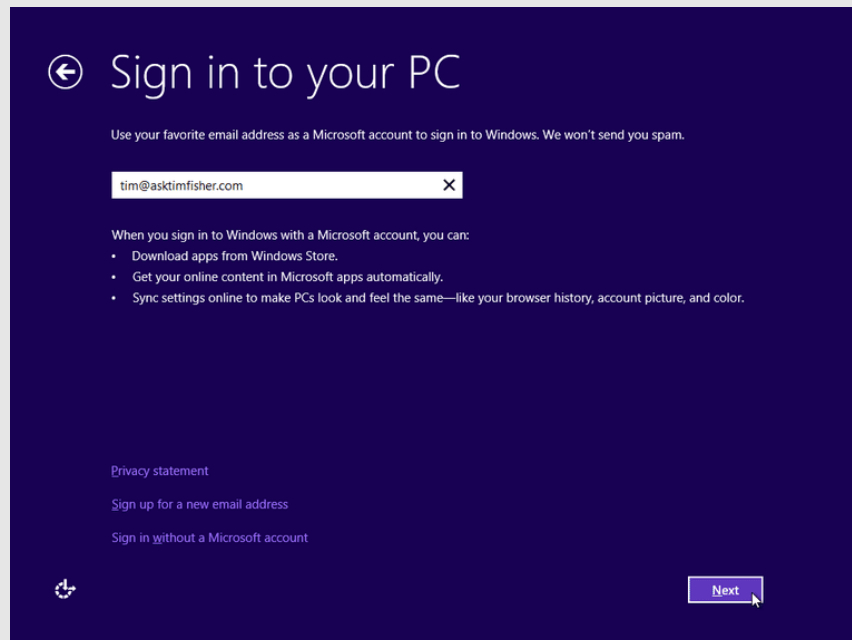 Sign in to your PC
Use your favorite email address as a Microsoft account to sign in to Windows. We won't send you spam.
tim@asktimfisher.com
When you sign in to Windows with a Microsoft account, you can:
• Download apps from Windows Store.
• Get your online content in Microsoft apps automatically.
• Sync settings online to make PCs look and feel the same—like your browser history, account picture, and color.
Privacy statement
Sign up for a new email address
Sign in without a Microsoft account
Next